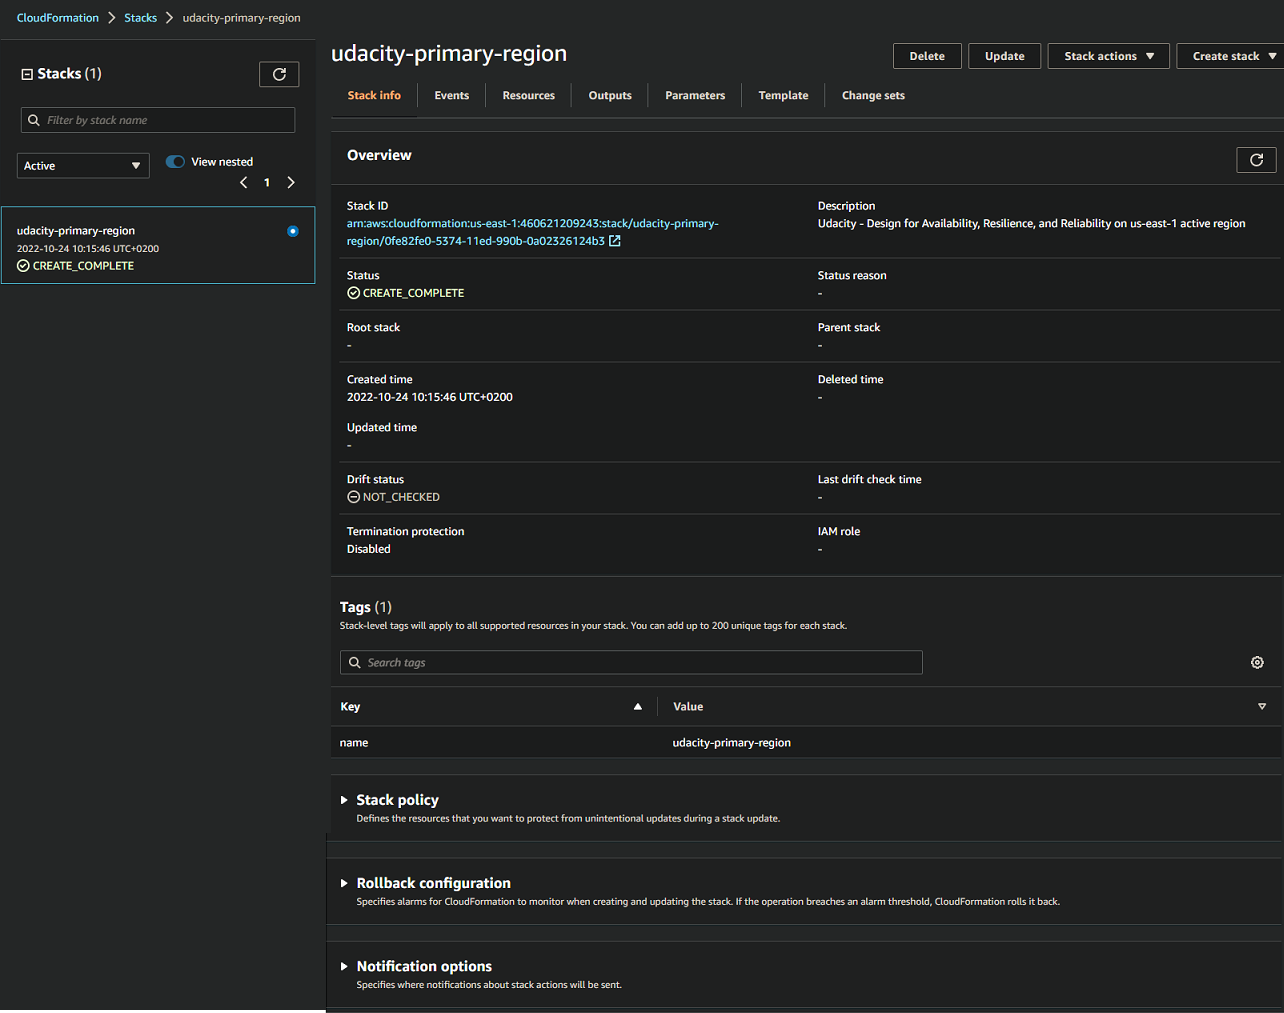 CloudFormation > Stacks > udacity-primary-region
Stacks (1)
Filter by stack name
Active
View nested
1
udacity-primary-region
2022-10-24 10:15:46 UTC+0200
CREATE_COMPLETE
udacity-primary-region
Delete
Update
Stack actions
Create stack
Stack info
Events
Resources
Outputs
Parameters
Template
Change sets
Overview
Stack ID
arn:aws:cloudformation:us-east-1:460621209243:stack/udacity-primary-
region/0fe82fe0-5374-11ed-990b-0a02326124b3
Description
Udacity - Design for Availability, Resilience, and Reliability on us-east-1 active region
Status
CREATE_COMPLETE
Status reason
-
Root stack
-
Parent stack
-
Created time
2022-10-24 10:15:46 UTC+0200
Deleted time
-
Updated time
-
Drift status
NOT_CHECKED
Last drift check time
-
Termination protection
Disabled
IAM role
-
Tags (1)
Stack-level tags will apply to all supported resources in your stack. You can add up to 200 unique tags for each stack.
Search tags
Key
Value
name
udacity-primary-region
Stack policy
Defines the resources that you want to protect from unintentional updates during a stack update.
Rollback configuration
Specifies alarms for CloudFormation to monitor when creating and updating the stack. If the operation breaches an alarm threshold, CloudFormation rolls it back.
Notification options
Specifies where notifications about stack actions will be sent.